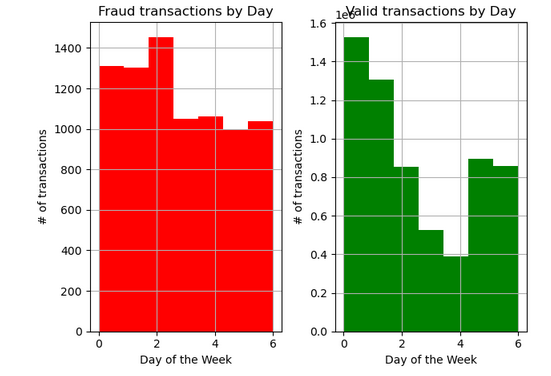 Fraud transactions by Day
# of transactions
1400
1200
1000
800
600
400
200
0
0 2 4 6
Day of the Week
1e6
Valid transactions by Day
# of transactions
1.6
1.4
1.2
1.0
0.8
0.6
0.4
0.2
0.0
0 2 4 6
Day of the Week